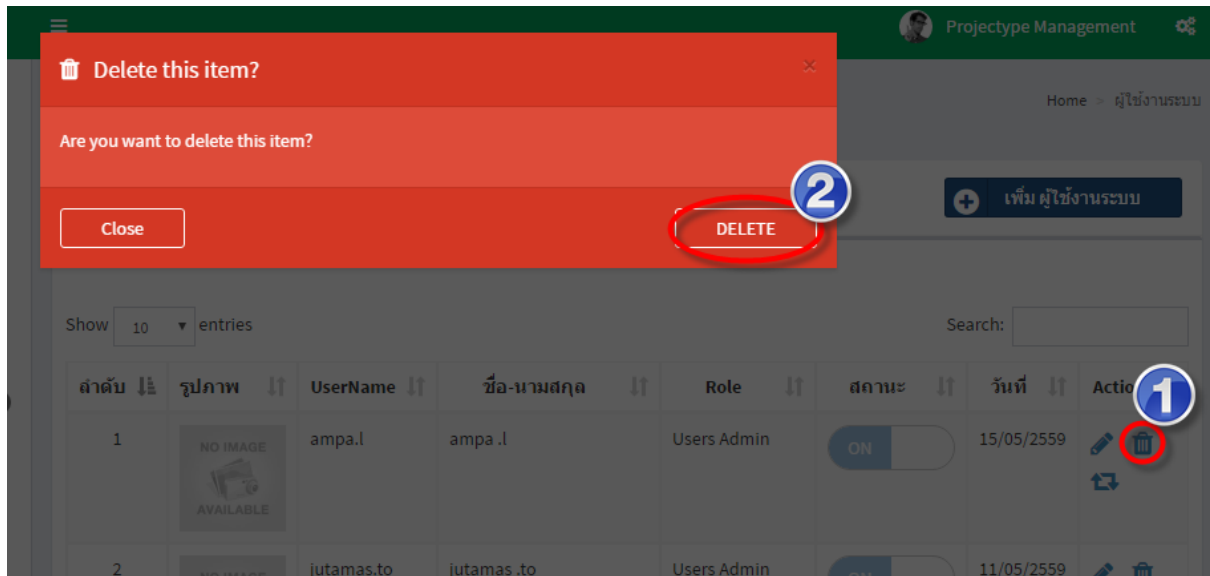 Projectype Management
Delete this item?
×
Home > ผู้ใช้งานระบบ
Are you want to delete this item?
2
เพิ่ม ผู้ใช้งานระบบ
Close
DELETE
Show 10 entries
Search:
ลำดับ รูปภาพ UserName ชื่อ-นามสกุล Role สถานะ วันที่ Actio
1
1 NO IMAGE AVAILABLE ampa.l ampa .l Users Admin ON 15/05/2559
2 NO IMAGE jutamas.to jutamas .to Users Admin ON 11/05/2559